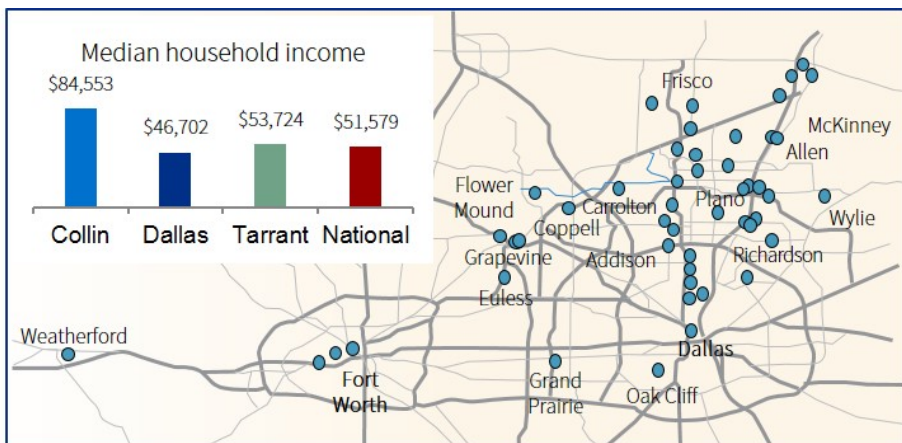 Median household income
$84,553
$46,702
$53,724
$51,579
Collin
Dallas
Tarrant
National
Frisco
McKinney
Allen
Flower
Mound
Carrolton
Plano
Coppell
Wylie
Grapevine
Addison
Richardson
Euless
Weatherford
Dallas
Fort
Worth
Grand
Prairie
Oak Cliff